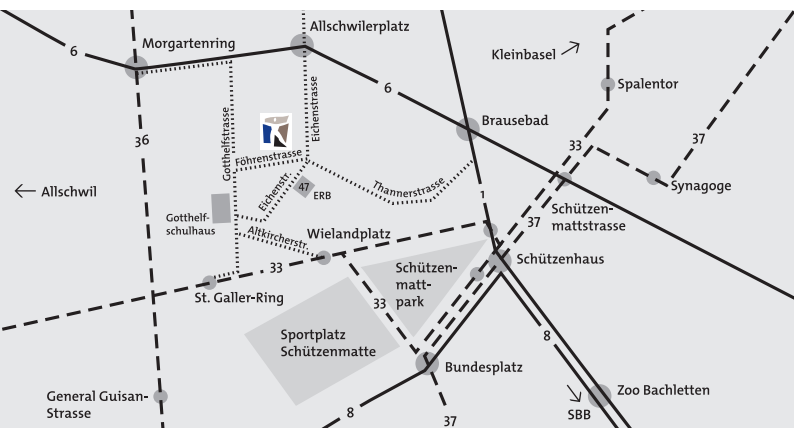 Allschwilerplatz
Morgartenring
6
Kleinbasel
Spalentor
6
Eichenstrasse
Gotthelfstrasse
Brausebad
36
33
37
Föhrenstrasse
Eichenstr.
47
ERB
Thannerstrasse
Synagoge
Allschwil
1
Gotthelf-
schulhaus
Altkircherstr.
Wielandplatz
37
Schützen-
mattstrasse
Schützenhaus
33
Schützen-
matt-
park
St. Galler-Ring
33
Sportplatz
Schützenmatte
8
Bundesplatz
General Guisan-
Strasse
Zoo Bachletten
8
SBB
37